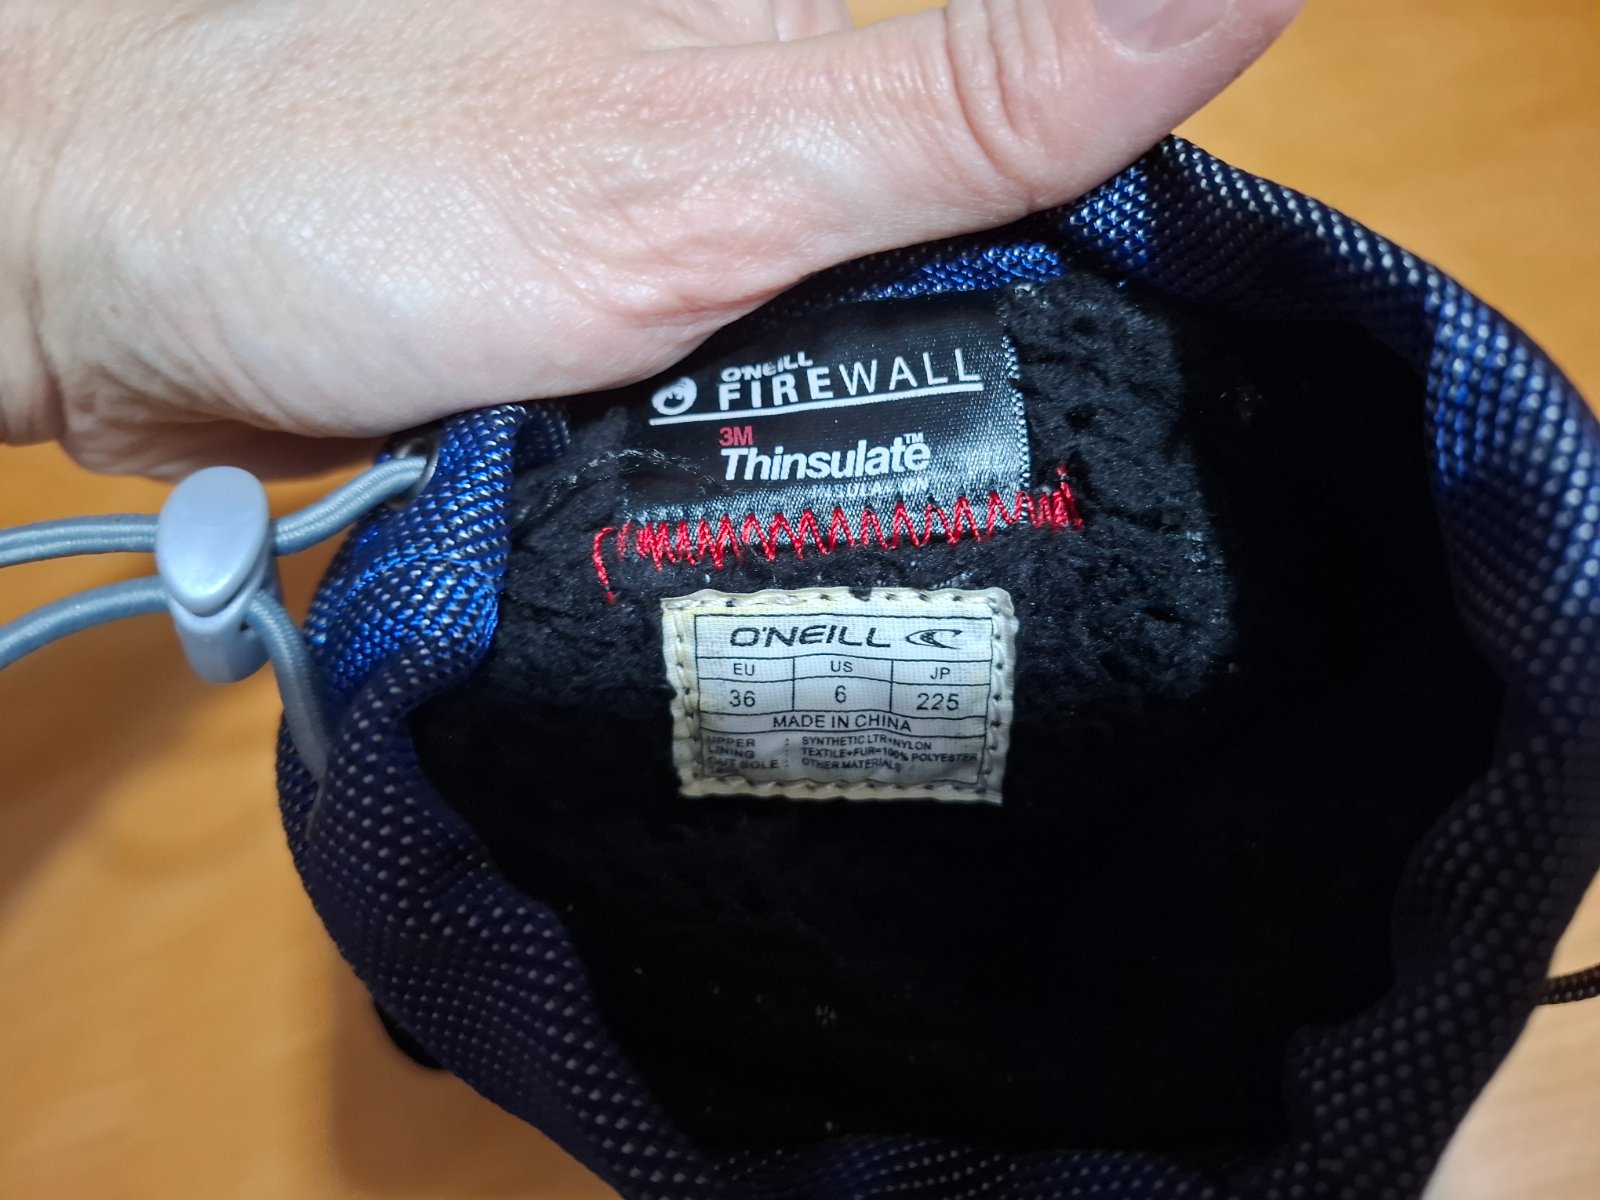 O'NEILL
FIREWALL
3M
Thinsulate™
O'NEILL
EU US JP
36 6 225
MADE IN CHINA
UPPER : SYNTHETIC LTR+NYLON
LINING : TEXTILE+FUR=100% POLYESTER
OUT SOLE : OTHER MATERIALS